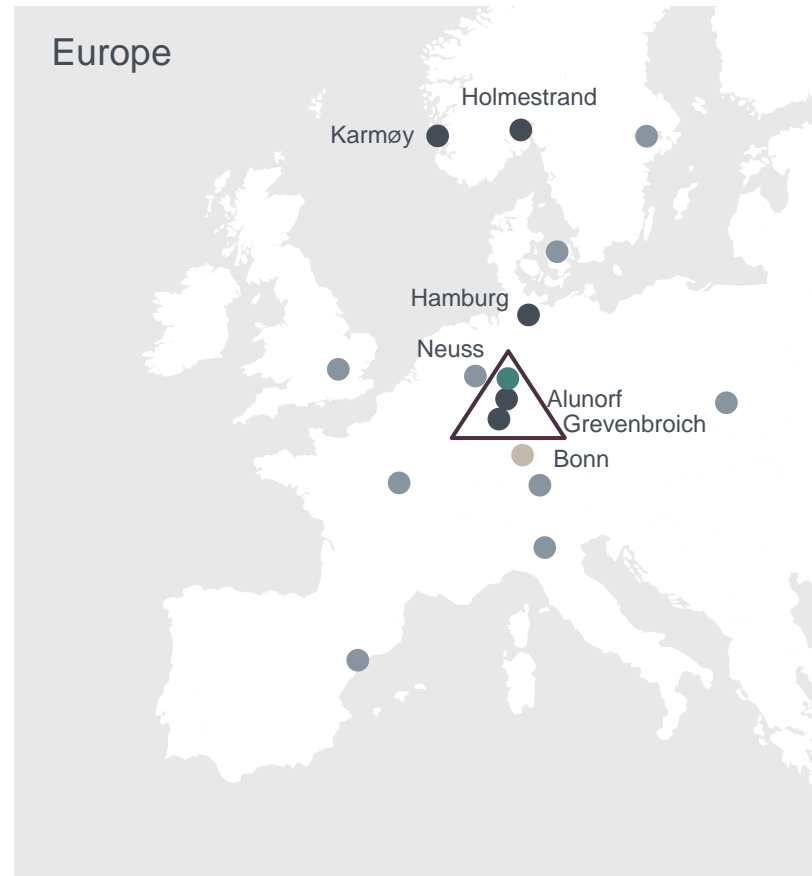 Europe
Holmestrand
Karmøy
Hamburg
Neuss
Alunorf
Grevenbroich
Bonn